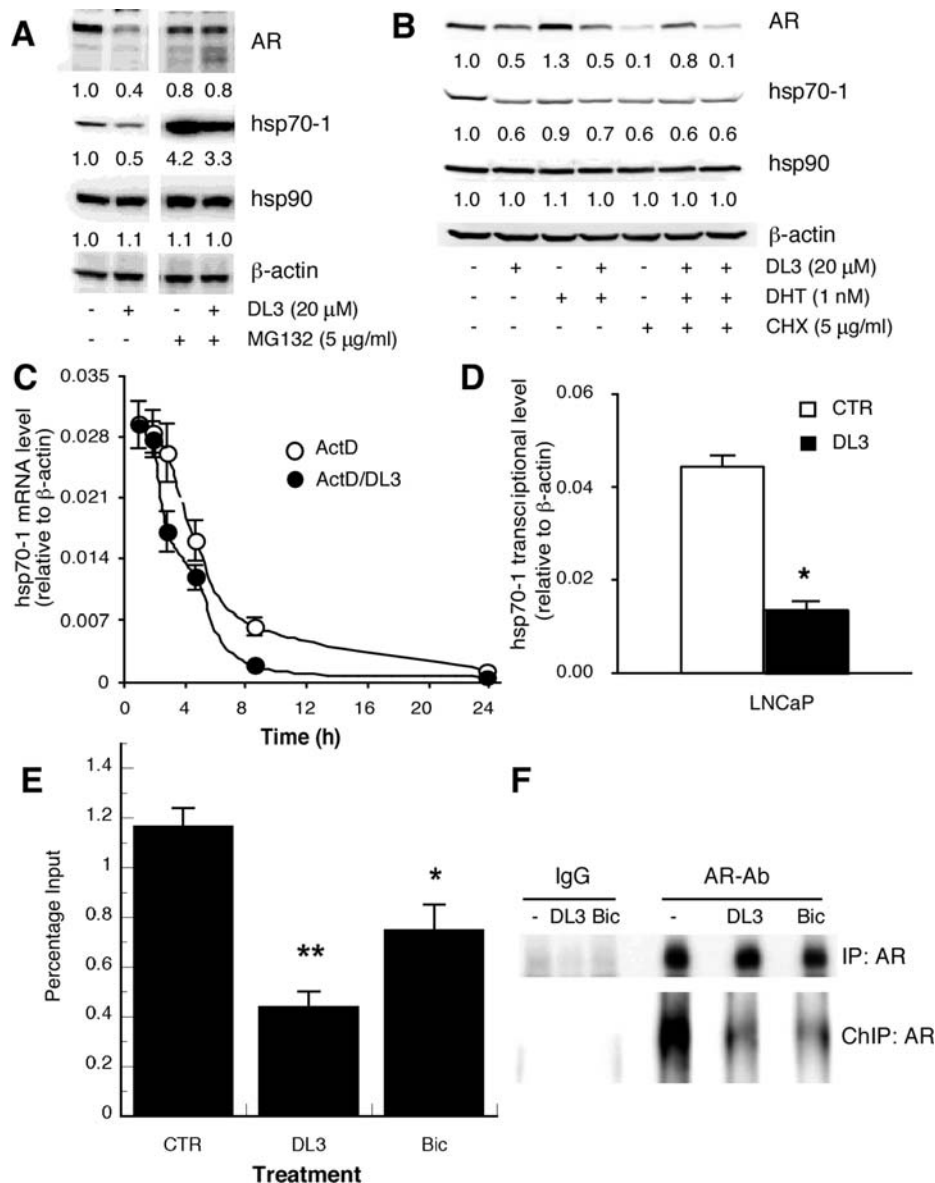 A
AR
1.0 0.4 0.8 0.8
hsp70-1
1.0 0.5 4.2 3.3
hsp90
1.0 1.1 1.1 1.0
β-actin
- + - + DL3 (20 μM)
- - + + MG132 (5 μg/ml)
B
AR
1.0 0.5 1.3 0.5 0.1 0.8 0.1
hsp70-1
1.0 0.6 0.9 0.7 0.6 0.6 0.6
hsp90
1.0 1.0 1.1 1.0 1.0 1.0 1.0
β-actin
- + - + - + + DL3 (20 μM)
- - + + - + + DHT (1 nM)
- - - - + + + CHX (5 μg/ml)
C
hsp70-1 mRNA level
(relative to β-actin)
0.035
0.028
0.021
0.014
0.007
0
ActD
ActD/DL3
0 4 8 12 16 20 24
Time (h)
D
hsp70-1 transcriptional level
(relative to β-actin)
0.06
0.04
0.02
0.00
CTR
DL3
*
LNCaP
E
Percentage Input
1.4
1.2
1
0.8
0.6
0.4
0.2
0
**
*
CTR DL3 Bic
Treatment
F
IgG AR-Ab
- DL3 Bic - DL3 Bic
IP: AR
ChIP: AR